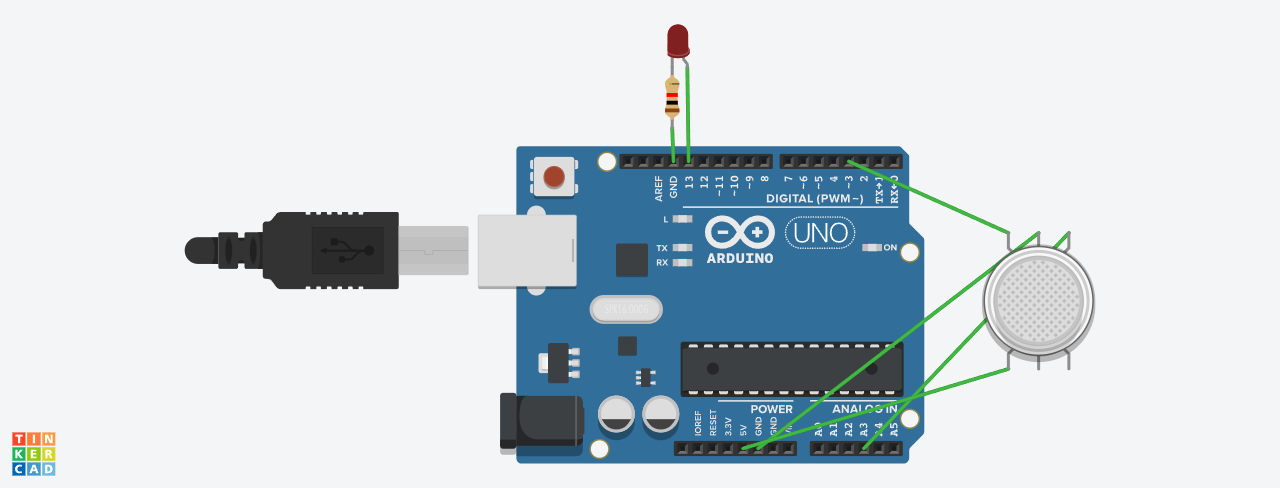 AREF
GND
13
12
~11
~10
~9
8
7
~6
~5
4
~3
2
TX→1
RX←0
DIGITAL (PWM~)
L
TX
RX
ARDUINO
UNO
ON
POWER
ANALOG IN
IOREF
RESET
3.3V
5V
GND
GND
A0
A1
A2
A3
A4
A5
TIN
KER
CAD